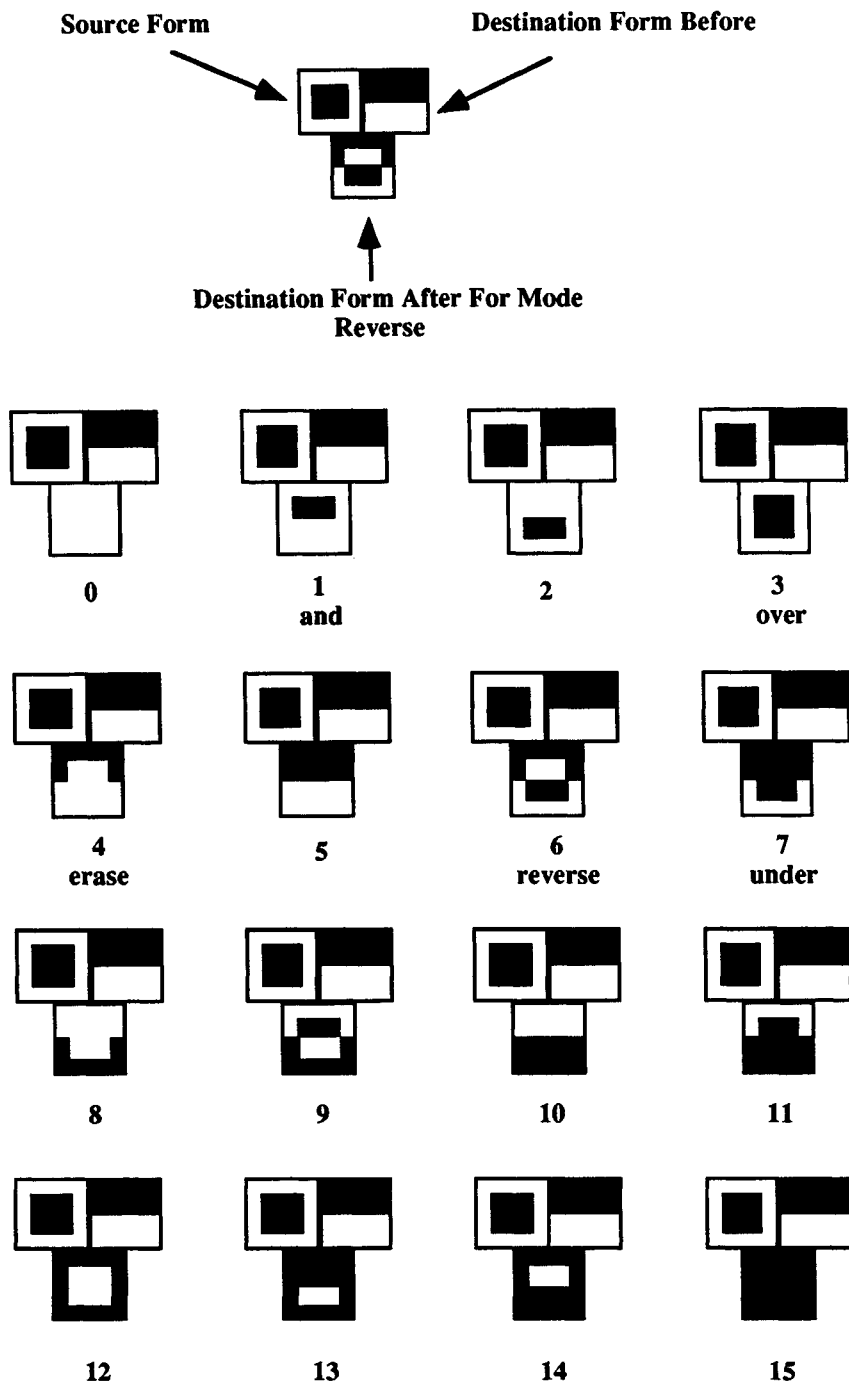 Source Form
Destination Form Before
Destination Form After For Mode
Reverse
0
1
and
2
3
over
4
erase
5
6
reverse
7
under
8
9
10
11
12
13
14
15